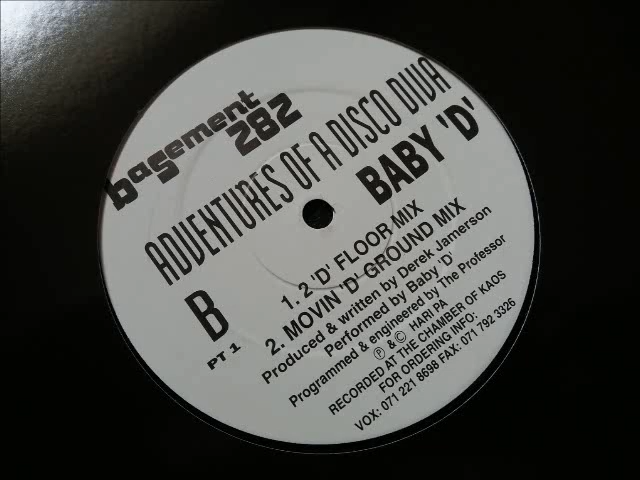 basement
282
ADVENTURES OF A DISCO DIVA
BABY 'D'
B
PT 1
1. 2 'D' FLOOR MIX
2. MOVIN 'D' GROUND MIX
Produced & written by Derek Jamerson
Performed by Baby 'D'
Programmed & engineered by The Professor
Ⓟ & © HARI PA
RECORDED AT THE CHAMBER OF KAOS
FOR ORDERING INFO:
VOX: 071 221 8698 FAX: 071 792 3326